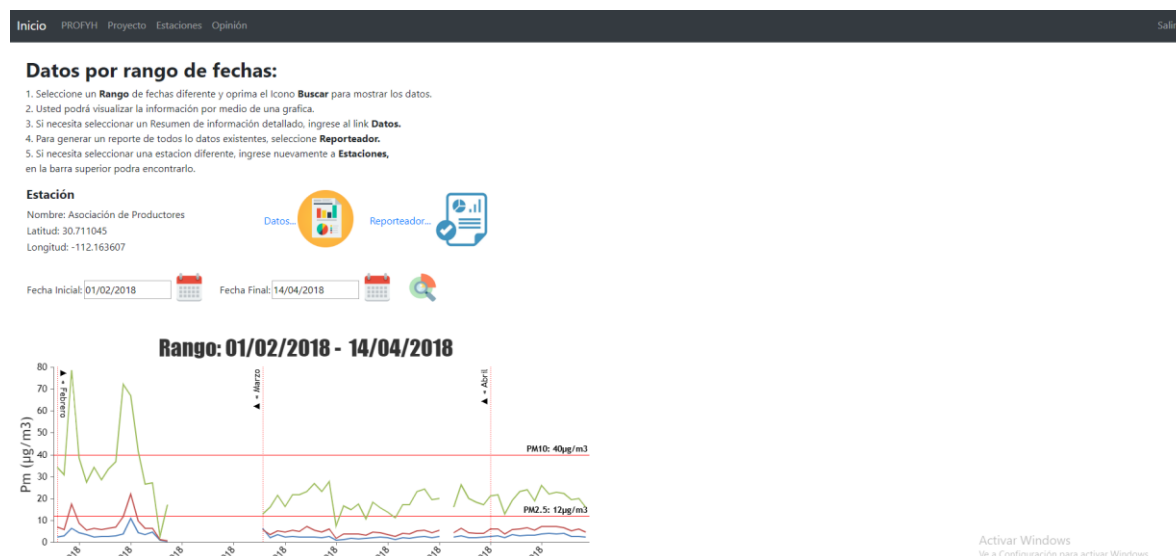 Inicio PROFYH Proyecto Estaciones Opinión
Datos por rango de fechas:
1. Seleccione un Rango de fechas diferente y oprima el Icono Buscar para mostrar los datos.
2. Usted podrá visualizar la información por medio de una grafica.
3. Si necesita seleccionar un Resumen de información detallado, ingrese al link Datos.
4. Para generar un reporte de todos lo datos existentes, seleccione Reporteador.
5. Si necesita seleccionar una estacion diferente, ingrese nuevamente a Estaciones,
en la barra superior podra encontrarlo.
Estación
Nombre: Asociación de Productores
Latitud: 30.711045
Longitud: -112.163607
Datos...
Reporteador...
Fecha Inicial: 01/02/2018
Fecha Final: 14/04/2018
Rango: 01/02/2018 - 14/04/2018
Pm (µg/m3)
80
70
60
50
40
30
20
10
0
▲ = Febrero
▲ = Marzo
▲ = Abril
PM10: 40µg/m3
PM2.5: 12µg/m3
Activar Windows